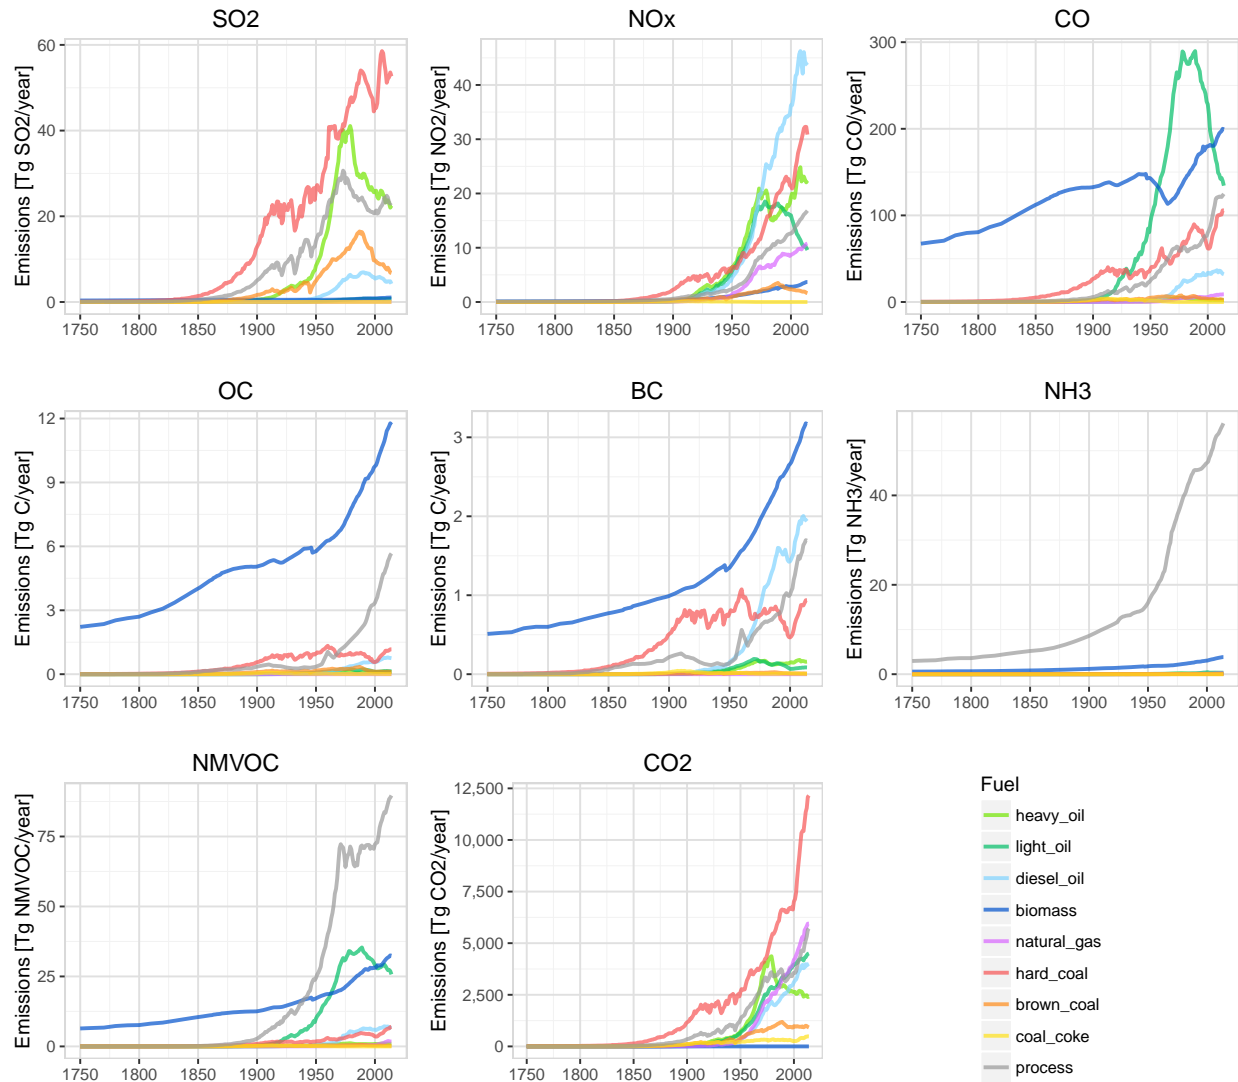 SO2
NOx
CO
Emissions [Tg SO2/year]
60
40
20
0
1750 1800 1850 1900 1950 2000
Emissions [Tg NO2/year]
40
30
20
10
0
1750 1800 1850 1900 1950 2000
Emissions [Tg CO/year]
300
200
100
0
1750 1800 1850 1900 1950 2000
OC
BC
NH3
Emissions [Tg C/year]
12
9
6
3
0
1750 1800 1850 1900 1950 2000
Emissions [Tg C/year]
3
2
1
0
1750 1800 1850 1900 1950 2000
Emissions [Tg NH3/year]
40
20
0
1750 1800 1850 1900 1950 2000
NMVOC
CO2
Emissions [Tg NMVOC/year]
75
50
25
0
1750 1800 1850 1900 1950 2000
Emissions [Tg CO2/year]
12,500
10,000
7,500
5,000
2,500
0
1750 1800 1850 1900 1950 2000
Fuel
heavy_oil
light_oil
diesel_oil
biomass
natural_gas
hard_coal
brown_coal
coal_coke
process